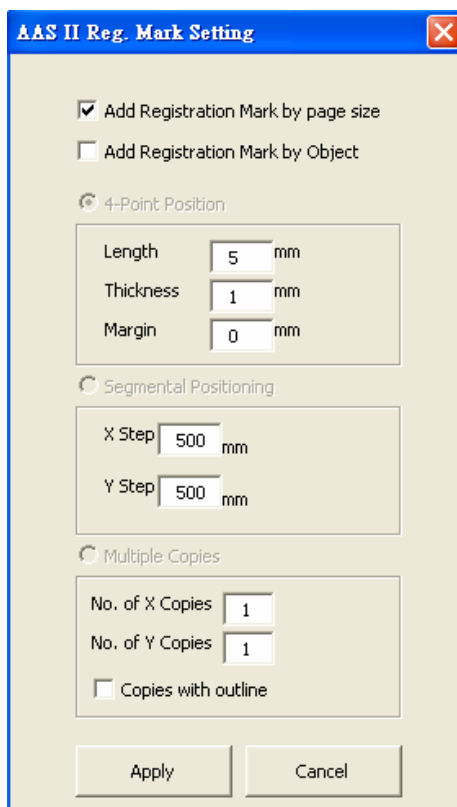 AAS II Reg. Mark Setting
Add Registration Mark by page size
Add Registration Mark by Object
4-Point Position
Length 5 mm
Thickness 1 mm
Margin 0 mm
Segmental Positioning
X Step 500 mm
Y Step 500 mm
Multiple Copies
No. of X Copies 1
No. of Y Copies 1
Copies with outline
Apply Cancel